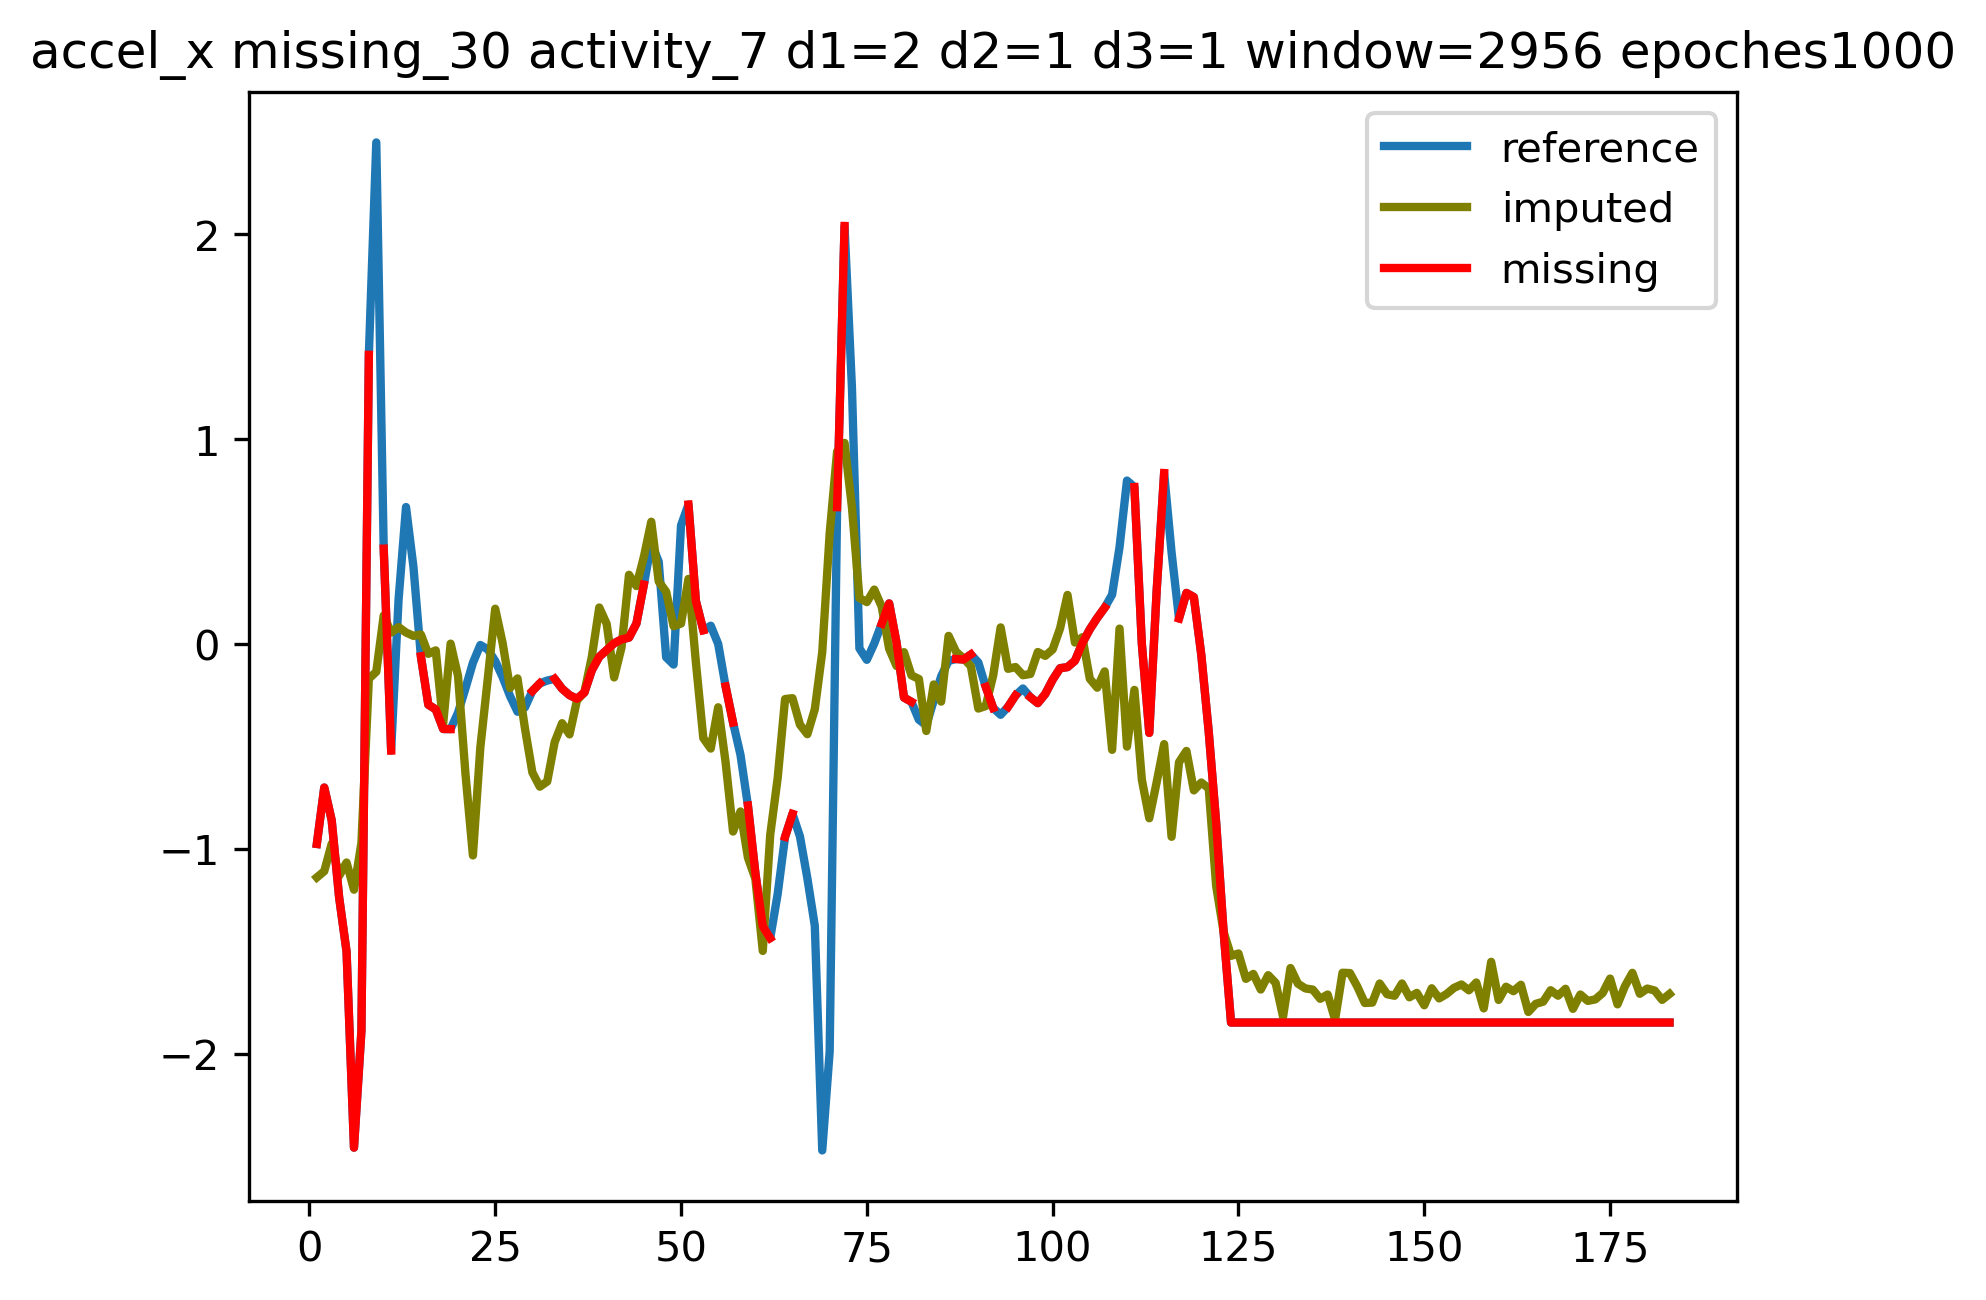 accel_x missing_30 activity_7 d1=2 d2=1 d3=1 window=2956 epoches1000
reference
imputed
missing
2
1
0
−1
−2
0 25 50 75 100 125 150 175